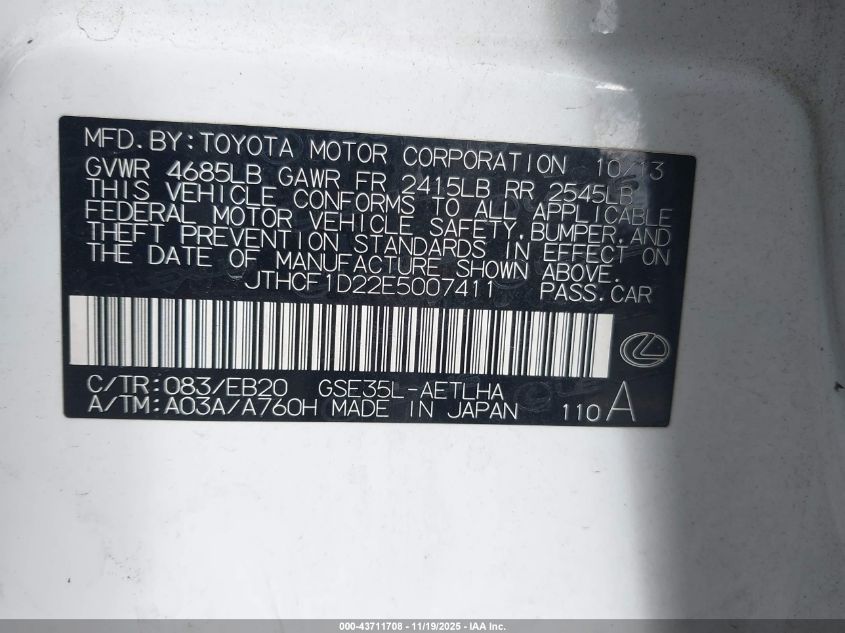 MFD. BY: TOYOTA MOTOR CORPORATION 10/13
GVWR 4685LB GAWR FR 2415LB RR 2545LB
THIS VEHICLE CONFORMS TO ALL APPLICABLE
FEDERAL MOTOR VEHICLE SAFETY, BUMPER, AND
THEFT PREVENTION STANDARDS IN EFFECT ON
THE DATE OF MANUFACTURE SHOWN ABOVE.
JTHCF1D22E5007411 PASS. CAR
C/TR: 083/EB20 GSE35L-AETLHA
A/TM: A03A/A760H MADE IN JAPAN 110 A
000-43711708 - 11/19/2025 - IAA Inc.